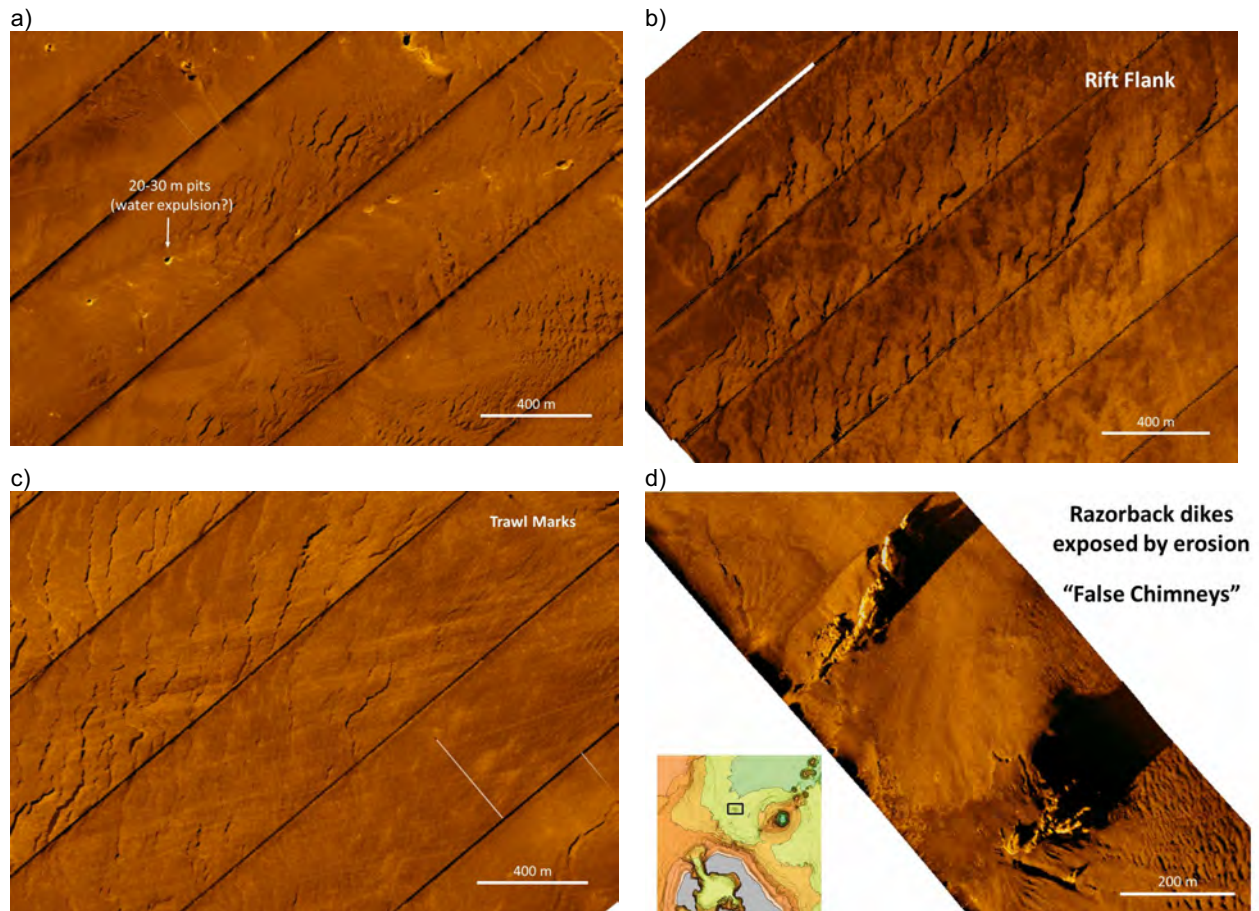 a)
20-30 m pits
(water expulsion?)
400 m
b)
Rift Flank
400 m
c)
Trawl Marks
400 m
d)
Razorback dikes
exposed by erosion
“False Chimneys”
200 m